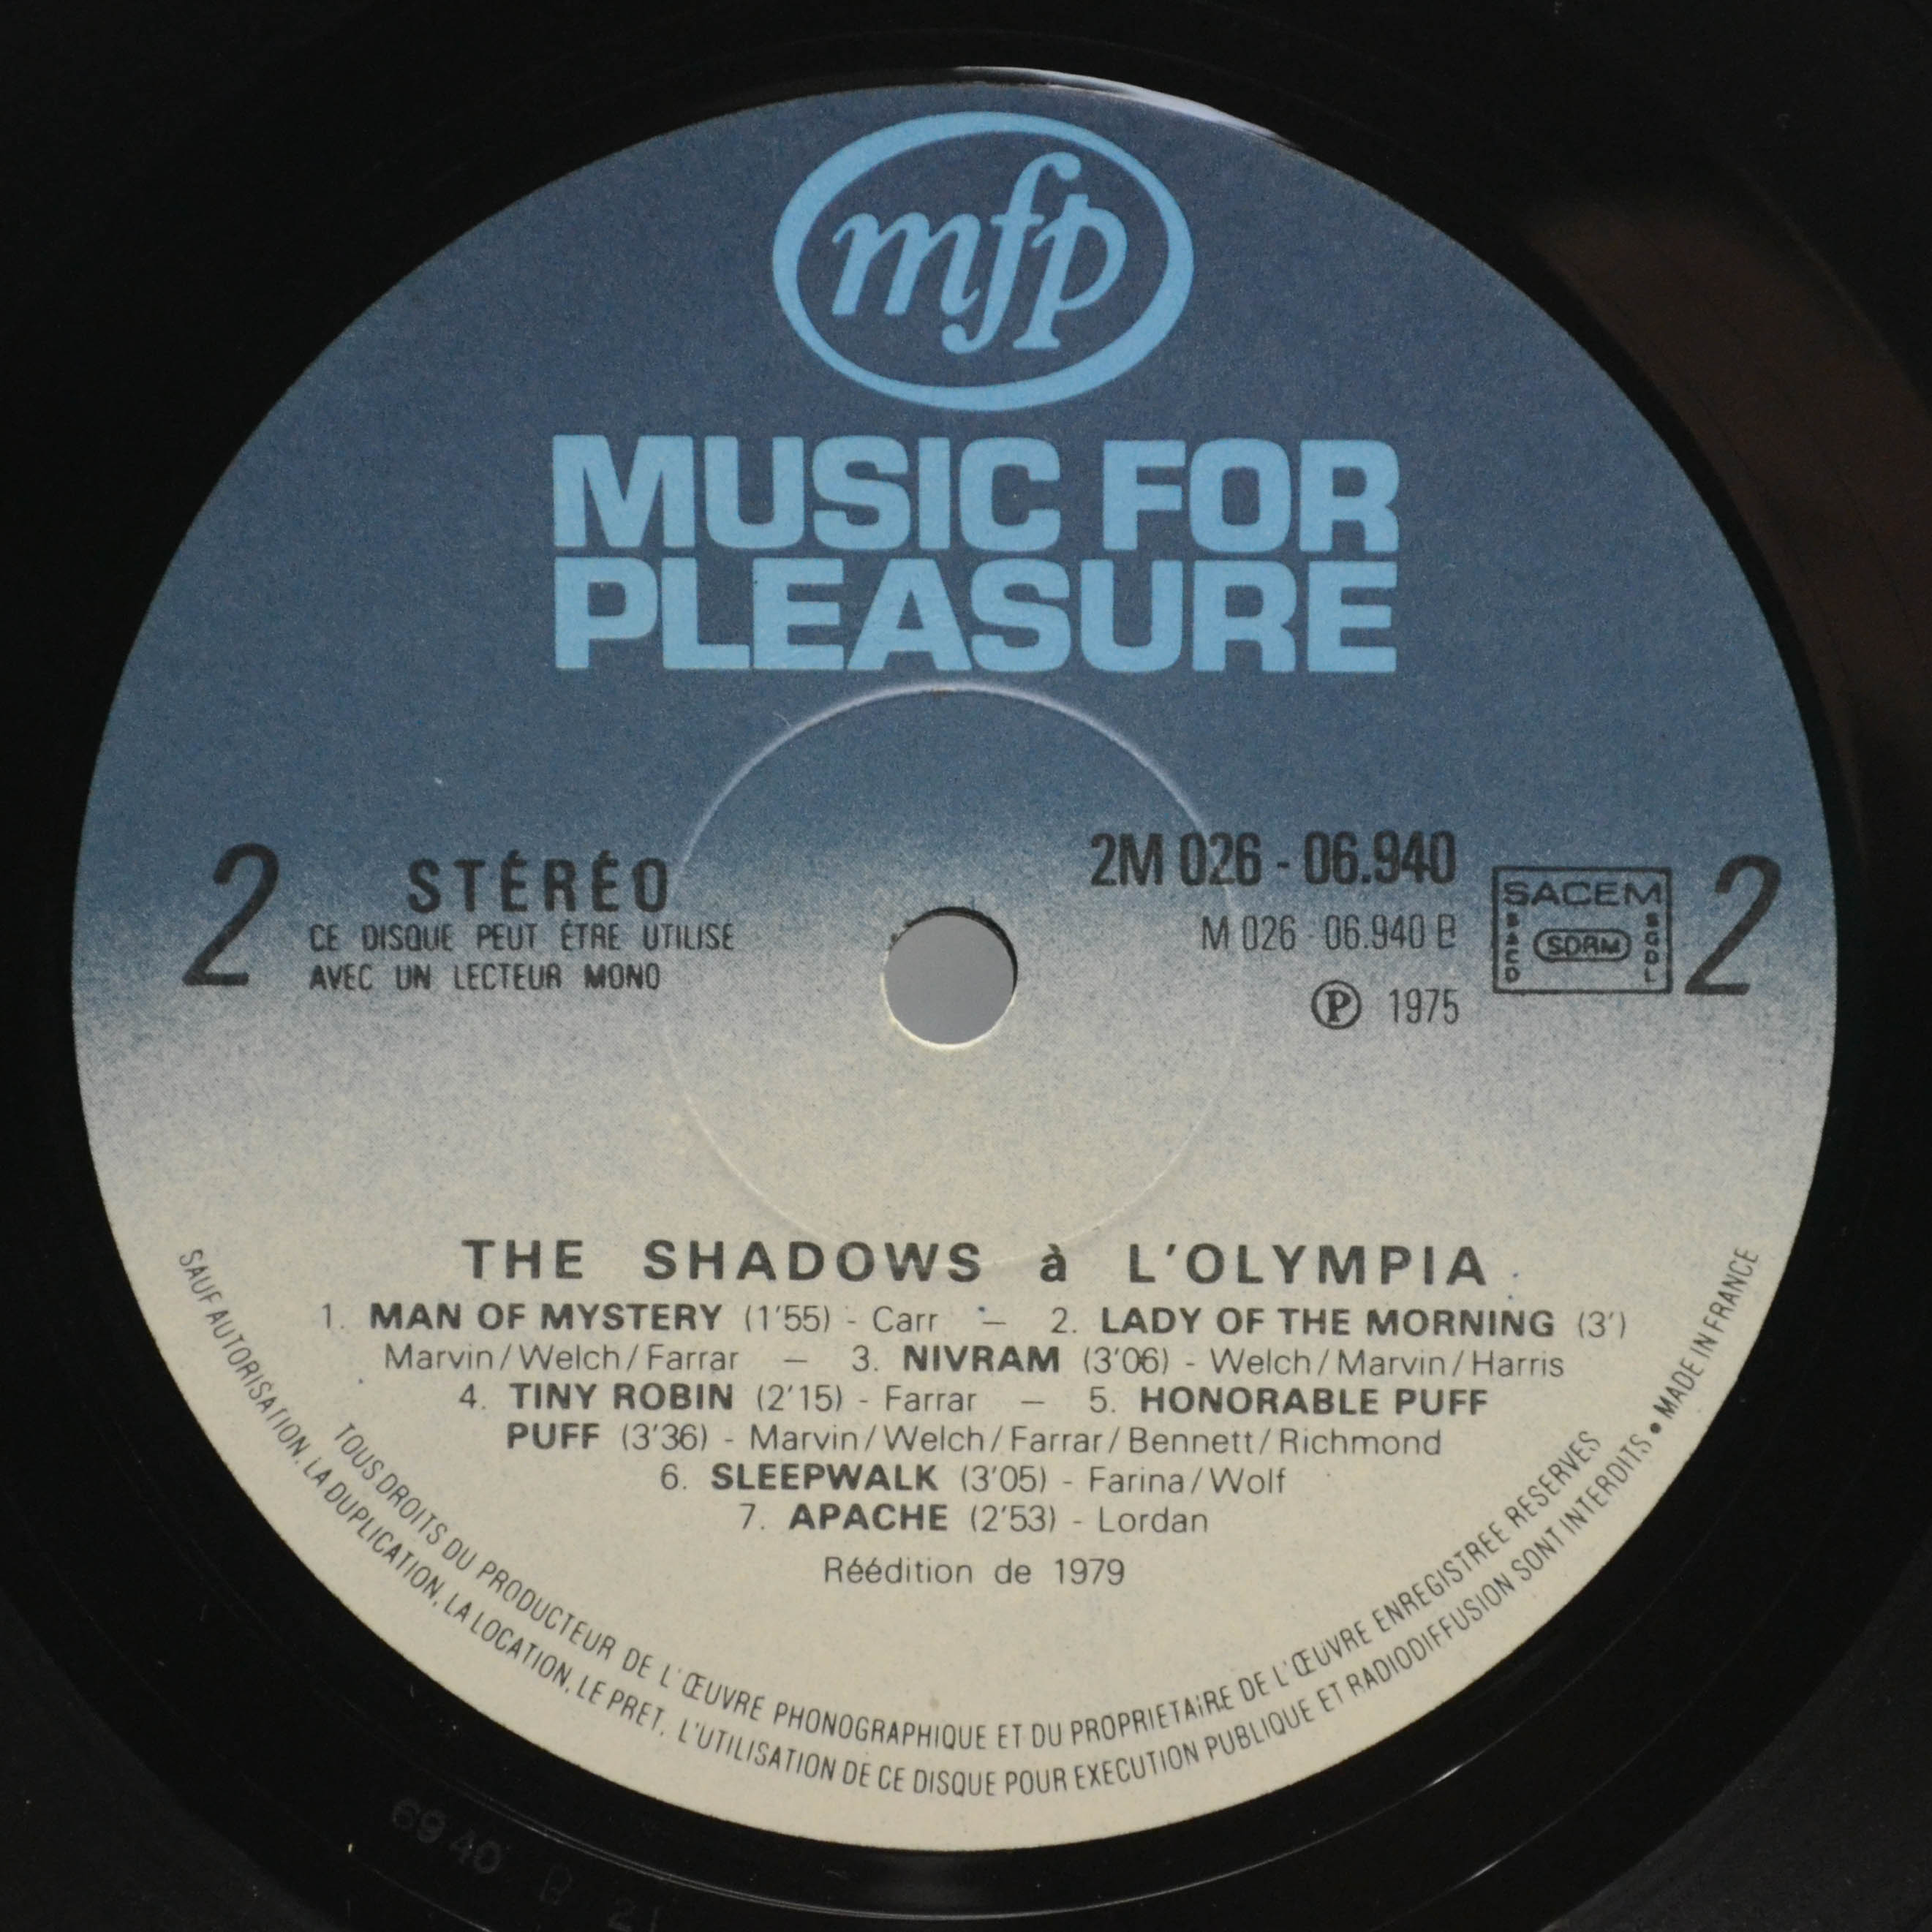 mfp
MUSIC FOR
PLEASURE
2
STÉRÉO
CE DISQUE PEUT ÊTRE UTILISÉ
AVEC UN LECTEUR MONO
2M 026 - 06.940
M 026 - 06.940 B
Ⓟ 1975
SACEM
SACD
SDRM
SGDL
2
THE SHADOWS à L'OLYMPIA
1. MAN OF MYSTERY (1'55) - Carr — 2. LADY OF THE MORNING (3')
Marvin/Welch/Farrar — 3. NIVRAM (3'06) - Welch/Marvin/Harris
4. TINY ROBIN (2'15) - Farrar — 5. HONORABLE PUFF
PUFF (3'36) - Marvin/Welch/Farrar/Bennett/Richmond
6. SLEEPWALK (3'05) - Farina/Wolf
7. APACHE (2'53) - Lordan
Réédition de 1979
TOUS DROITS DU PRODUCTEUR DE L'ŒUVRE PHONOGRAPHIQUE ET DU PROPRIETAIRE DE L'ŒUVRE ENREGISTREE RESERVES
SAUF AUTORISATION, LA DUPLICATION, LA LOCATION, LE PRET, L'UTILISATION DE CE DISQUE POUR EXECUTION PUBLIQUE ET RADIODIFFUSION SONT INTERDITS • MADE IN FRANCE
6940 B 21